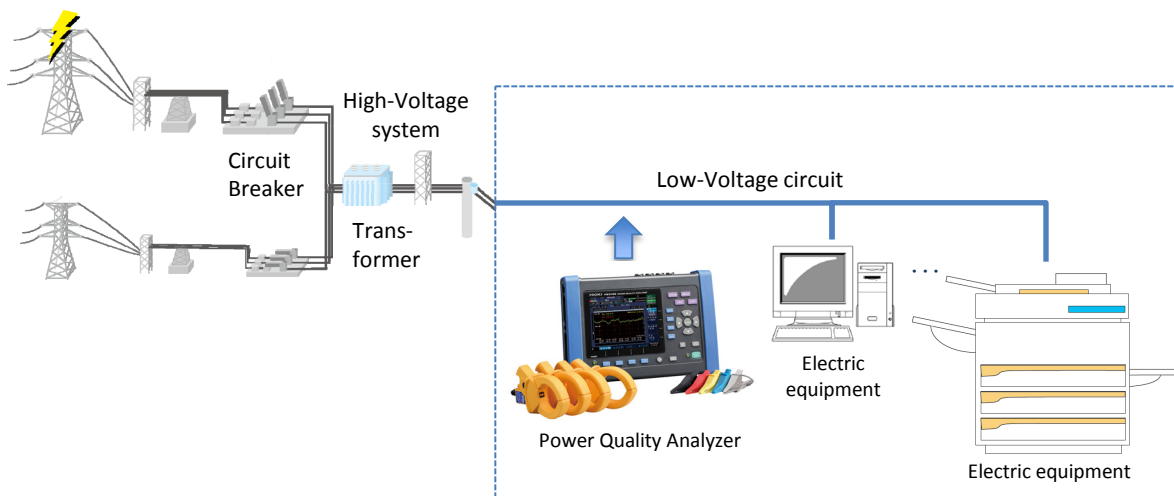 High-Voltage
system
Circuit
Breaker
Trans-
former
Low-Voltage circuit
Electric
equipment
Power Quality Analyzer
Electric equipment